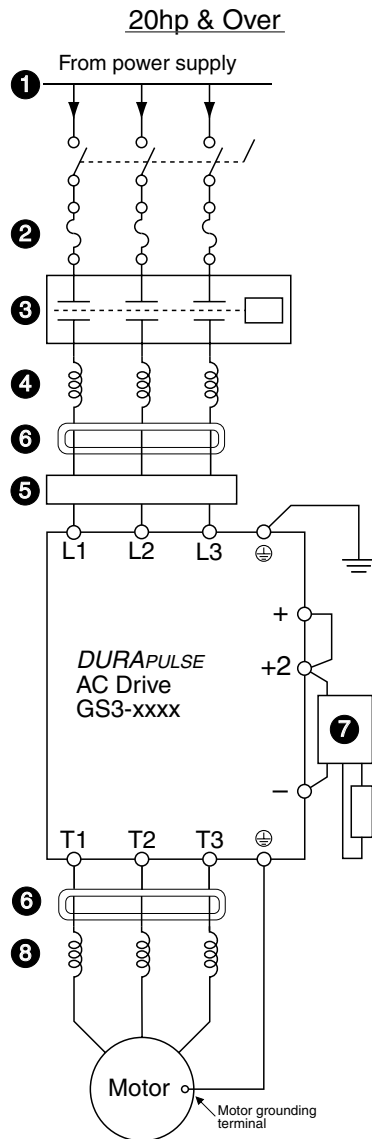 20hp & Over
From power supply
1
2
3
4
6
5
L1 L2 L3
+
DURAPULSE
AC Drive
GS3-xxxx
+2
7
−
T1 T2 T3
6
8
Motor
Motor grounding
terminal